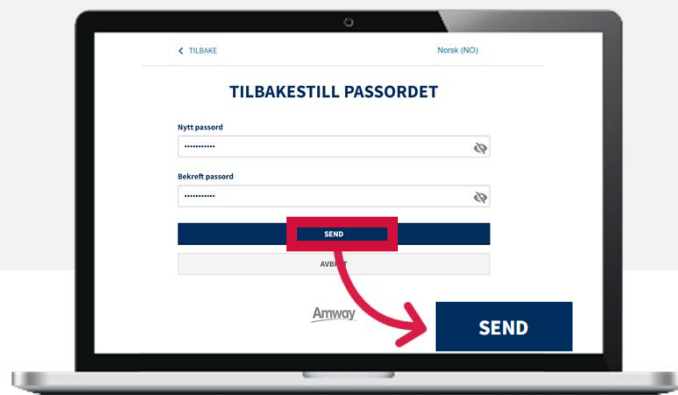 TILBAKE
Norsk (NO)
TILBAKESTILL PASSORDET
Nytt passord
Bekreft passord
SEND
Amway
SEND